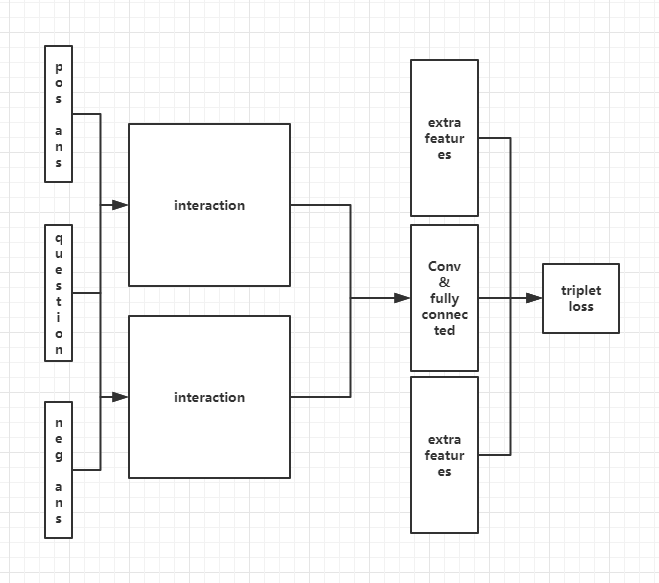 pos ans
question
neg ans
interaction
interaction
extra
featur
es
Conv
&
fully
connec
ted
extra
featur
es
triplet
loss